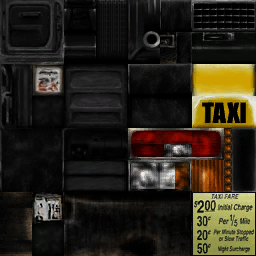 TAXI
TAXI FARE
$2.00 Initial Charge
30¢ Per 1/5 Mile
20¢ Per Minute Stopped
or Slow Traffic
50¢ Night Surcharge